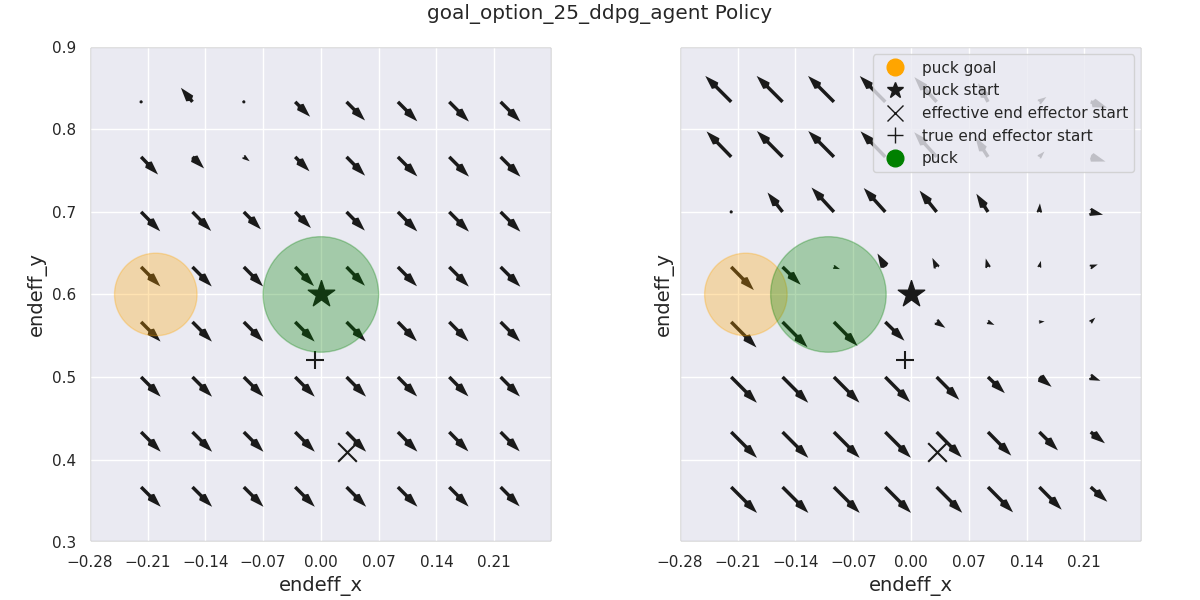 goal_option_25_ddpg_agent Policy
endeff_y
0.9
0.8
0.7
0.6
0.5
0.4
0.3
−0.28 −0.21 −0.14 −0.07 0.00 0.07 0.14 0.21
endeff_x
endeff_y
puck goal
puck start
effective end effector start
true end effector start
puck
−0.28 −0.21 −0.14 −0.07 0.00 0.07 0.14 0.21
endeff_x